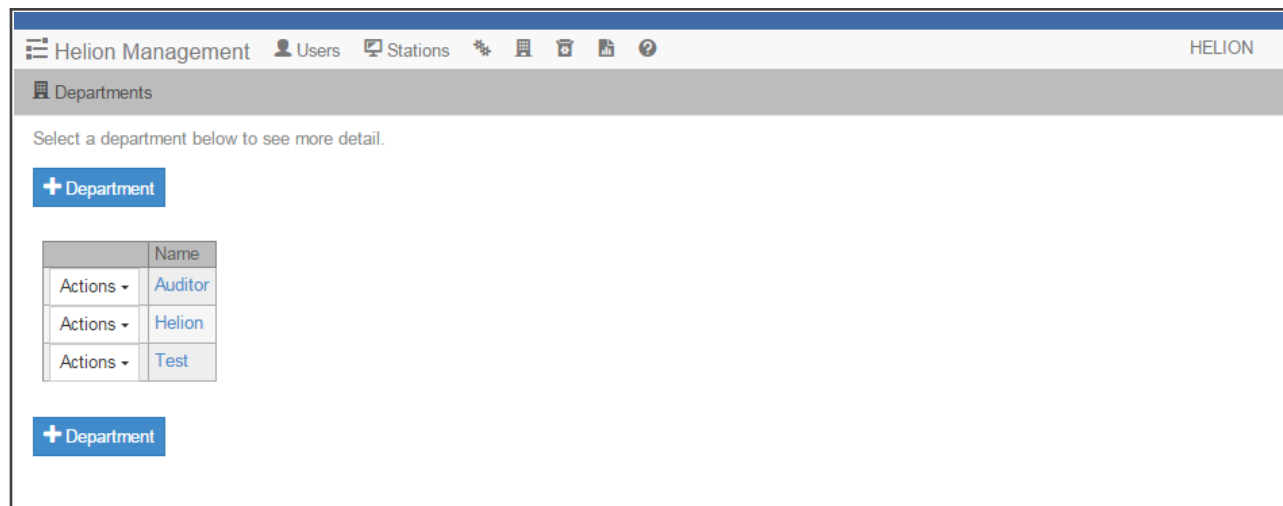 Helion Management Users Stations HELION
Departments
Select a department below to see more detail.
Department
Name
Actions Auditor
Actions Helion
Actions Test
Department